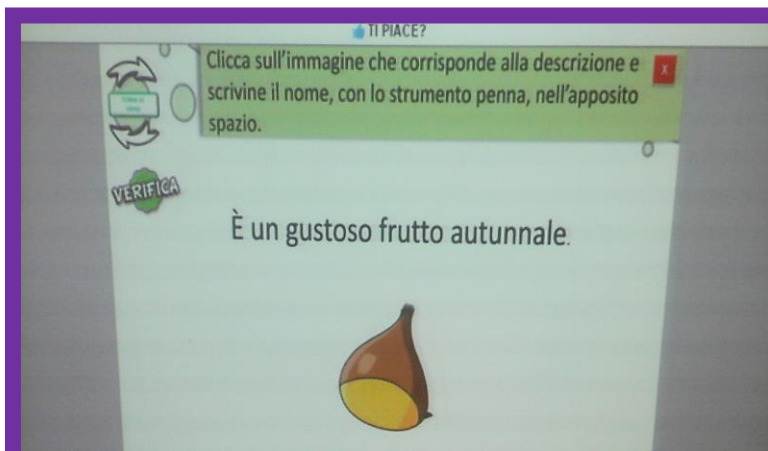 TI PIACE?
Clicca sull'immagine che corrisponde alla descrizione e
scrivine il nome, con lo strumento penna, nell'apposito
spazio.
X
VERIFICA
È un gustoso frutto autunnale.